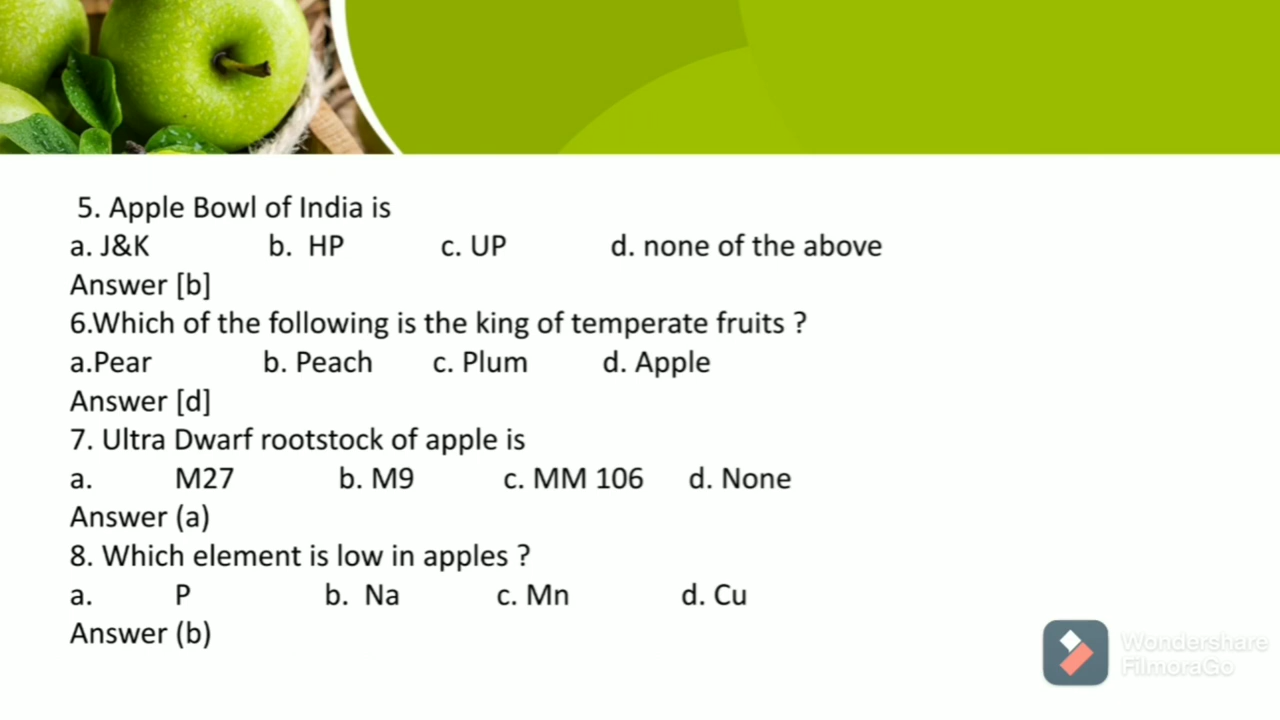 5. Apple Bowl of India is
a. J&K b. HP c. UP d. none of the above
Answer [b]
6.Which of the following is the king of temperate fruits ?
a.Pear b. Peach c. Plum d. Apple
Answer [d]
7. Ultra Dwarf rootstock of apple is
a. M27 b. M9 c. MM 106 d. None
Answer (a)
8. Which element is low in apples ?
a. P b. Na c. Mn d. Cu
Answer (b)
Wondershare
FilmoraGo